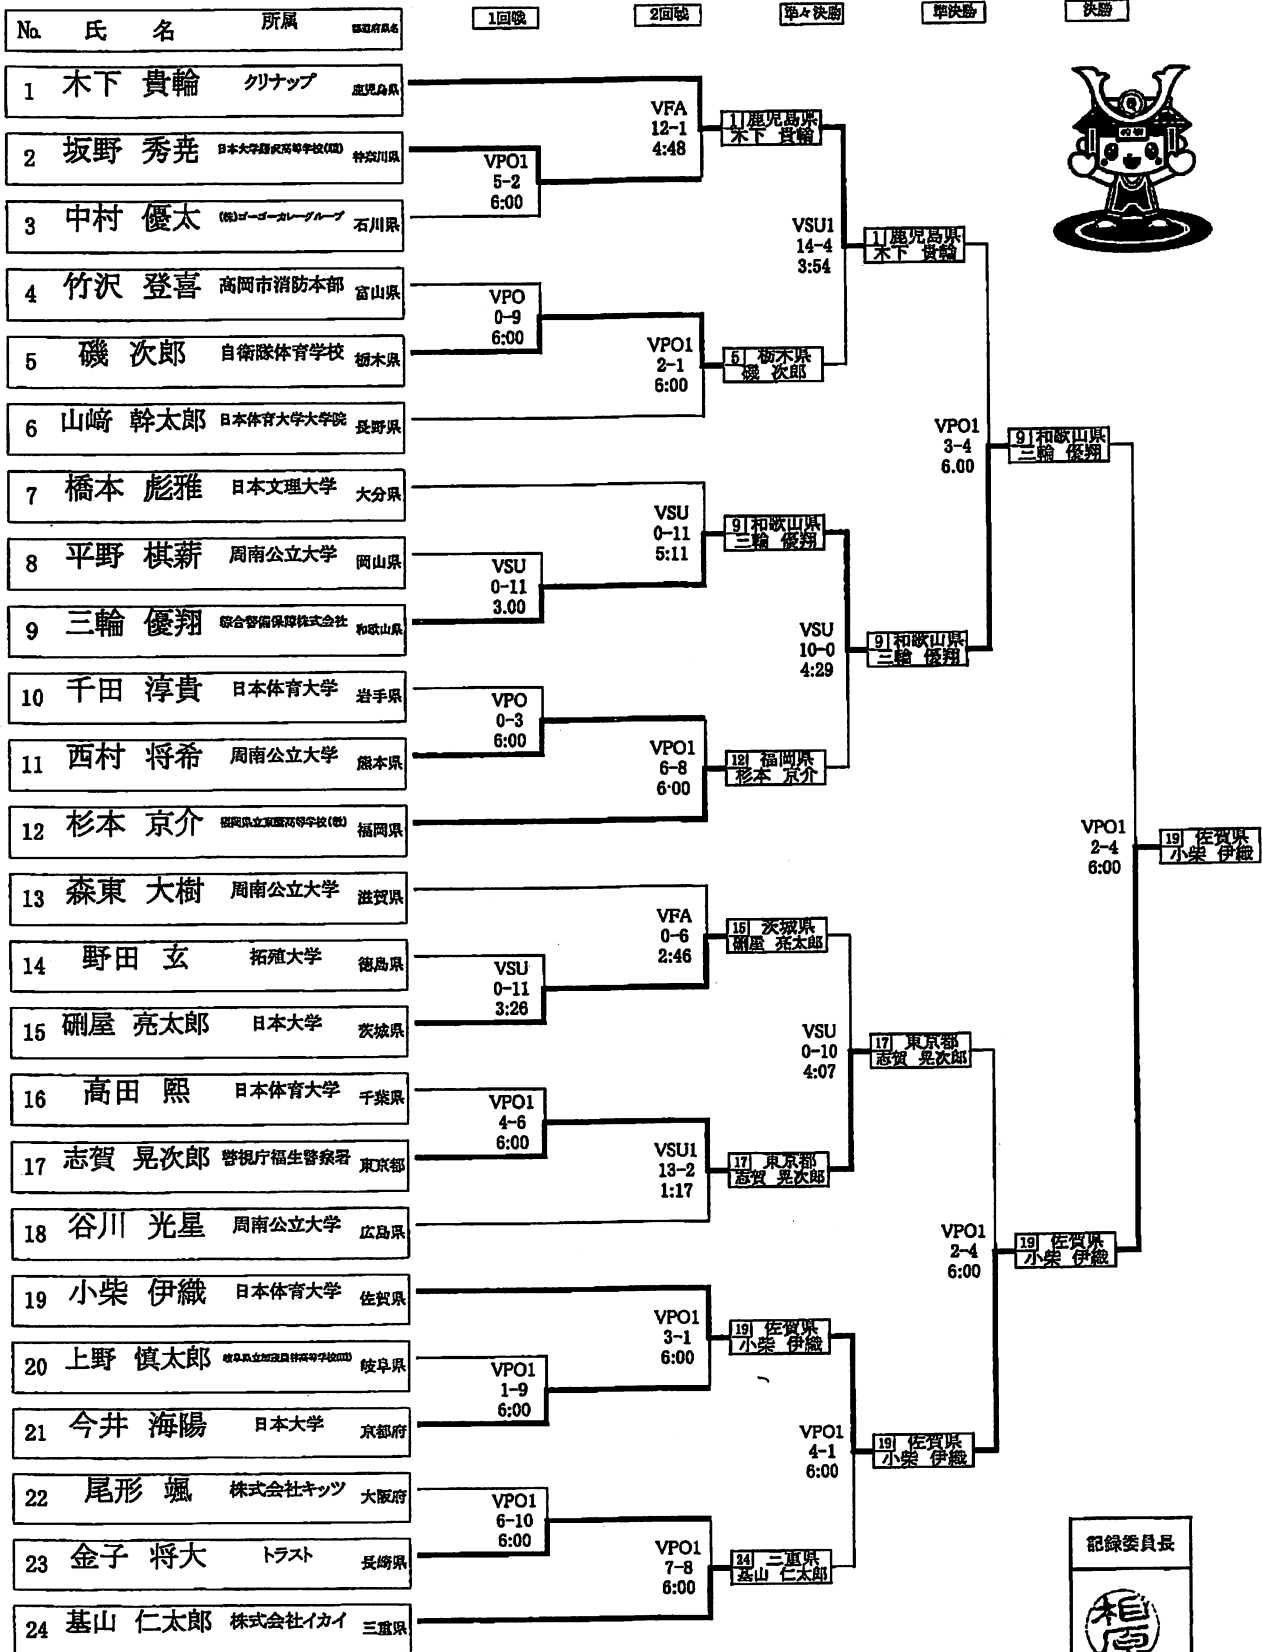 No. 氏 名 所属 都道府県名 1回戦 2回戦 準々決勝 準決勝 決勝
1 木下 貴輪 クリナップ 鹿児島県
2 坂野 秀尭 日本大学藤沢高等学校(職) 神奈川県
3 中村 優太 (株)ゴーゴーカレーグループ 石川県
4 竹沢 登喜 高岡市消防本部 富山県
5 磯 次郎 自衛隊体育学校 栃木県
6 山﨑 幹太郎 日本体育大学大学院 長野県
7 橋本 彪雅 日本文理大学 大分県
8 平野 棋薪 周南公立大学 岡山県
9 三輪 優翔 綜合警備保障株式会社 和歌山県
10 千田 淳貴 日本体育大学 岩手県
11 西村 将希 周南公立大学 熊本県
12 杉本 京介 福岡県
13 森東 大樹 周南公立大学 滋賀県
14 野田 玄 拓殖大学 徳島県
15 硎屋 亮太郎 日本大学 茨城県
16 高田 煕 日本体育大学 千葉県
17 志賀 晃次郎 警視庁福生警察署 東京都
18 谷川 光星 周南公立大学 広島県
19 小柴 伊織 日本体育大学 佐賀県
20 上野 慎太郎 岐阜県
21 今井 海陽 日本大学 京都府
22 尾形 颯 株式会社キッツ 大阪府
23 金子 将大 トラスト 長崎県
24 基山 仁太郎 株式会社イカイ 三重県
VPO1
5-2
6:00
VPO
0-9
6:00
VSU
0-11
3.00
VPO
0-3
6:00
VSU
0-11
3:26
VPO1
4-6
6:00
VPO1
1-9
6:00
VPO1
6-10
6:00
VFA
12-1
4:48
VPO1
2-1
6:00
VSU
0-11
5:11
VPO1
6-8
6:00
VFA
0-6
2:46
VSU1
13-2
1:17
VPO1
3-1
6:00
VPO1
7-8
6:00
1 鹿児島県
木下 貴輪
5 栃木県
磯 次郎
9 和歌山県
三輪 優翔
12 福岡県
杉本 京介
15 茨城県
硎屋 亮太郎
17 東京都
志賀 晃次郎
19 佐賀県
小柴 伊織
24 三重県
基山 仁太郎
VSU1
14-4
3:54
VSU
10-0
4:29
VSU
0-10
4:07
VPO1
4-1
6:00
1 鹿児島県
木下 貴輪
9 和歌山県
三輪 優翔
17 東京都
志賀 晃次郎
19 佐賀県
小柴 伊織
VPO1
3-4
6.00
VPO1
2-4
6:00
9 和歌山県
三輪 優翔
19 佐賀県
小柴 伊織
VPO1
2-4
6:00
19 佐賀県
小柴 伊織
記録委員長